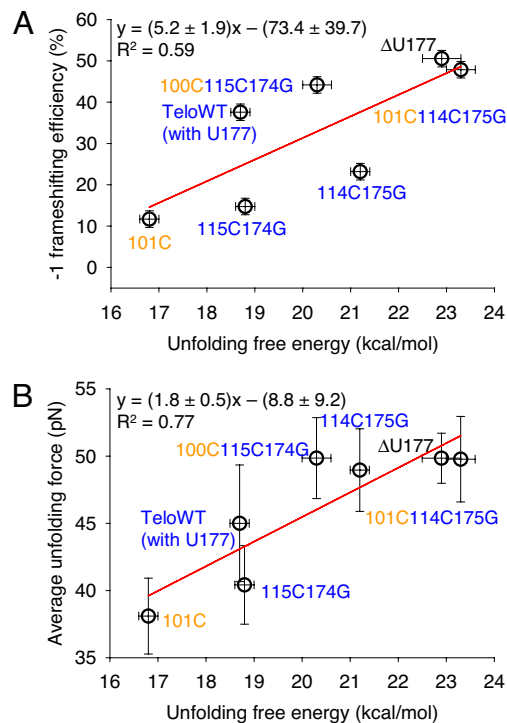 A
y = (5.2 ± 1.9)x − (73.4 ± 39.7)
R² = 0.59
-1 frameshifting efficiency (%)
60
50
40
30
20
10
0
ΔU177
100C115C174G
TeloWT
(with U177)
101C114C175G
114C175G
115C174G
101C
16 17 18 19 20 21 22 23 24
Unfolding free energy (kcal/mol)
B
y = (1.8 ± 0.5)x − (8.8 ± 9.2)
R² = 0.77
Average unfolding force (pN)
55
50
45
40
35
114C175G
100C115C174G
ΔU177
TeloWT
(with U177)
101C114C175G
115C174G
101C
16 17 18 19 20 21 22 23 24
Unfolding free energy (kcal/mol)